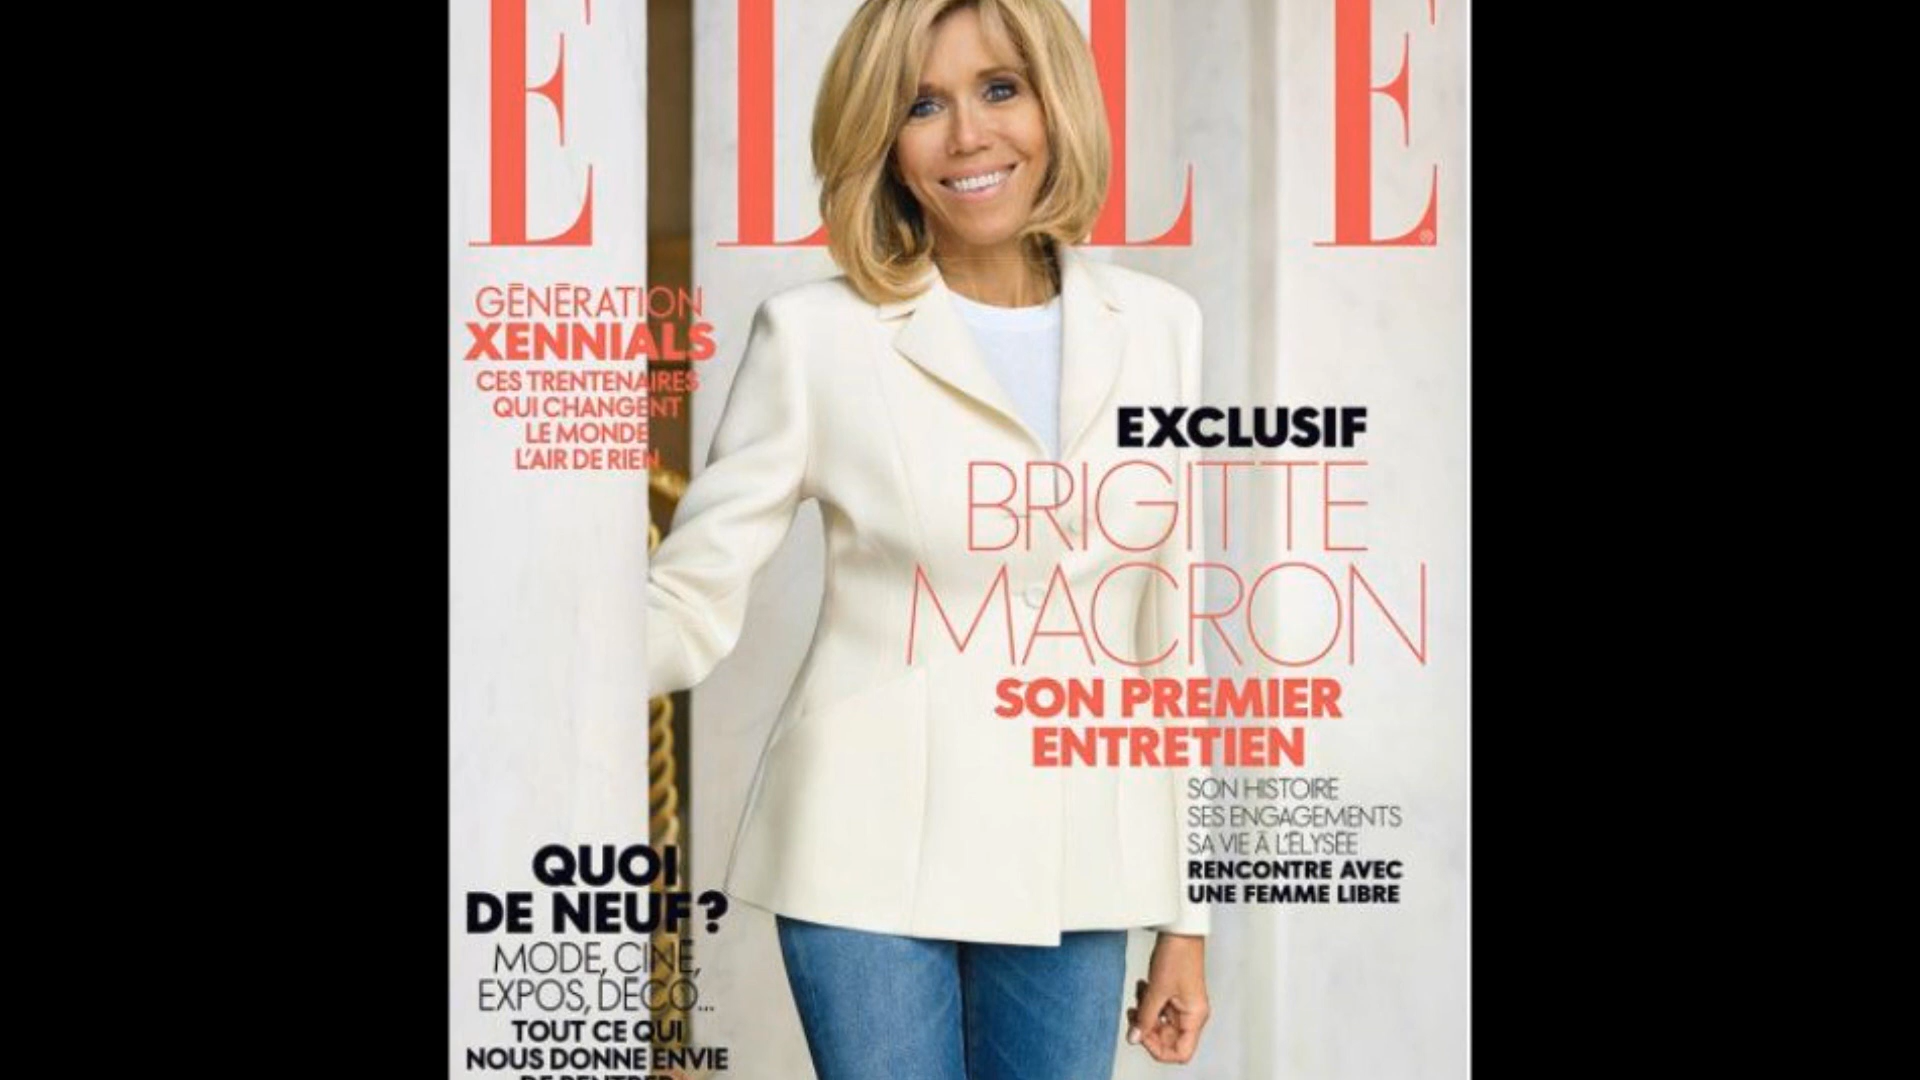 ELLE
GÉNÉRATION
XENNIALS
CES TRENTENAIRES
QUI CHANGENT
LE MONDE
L'AIR DE RIEN
EXCLUSIF
BRIGITTE
MACRON
SON PREMIER
ENTRETIEN
SON HISTOIRE
SES ENGAGEMENTS
SA VIE À L'ÉLYSÉE
RENCONTRE AVEC
UNE FEMME LIBRE
QUOI
DE NEUF?
MODE, CINÉ,
EXPOS, DÉCO...
TOUT CE QUI
NOUS DONNE ENVIE
DE RENTRER